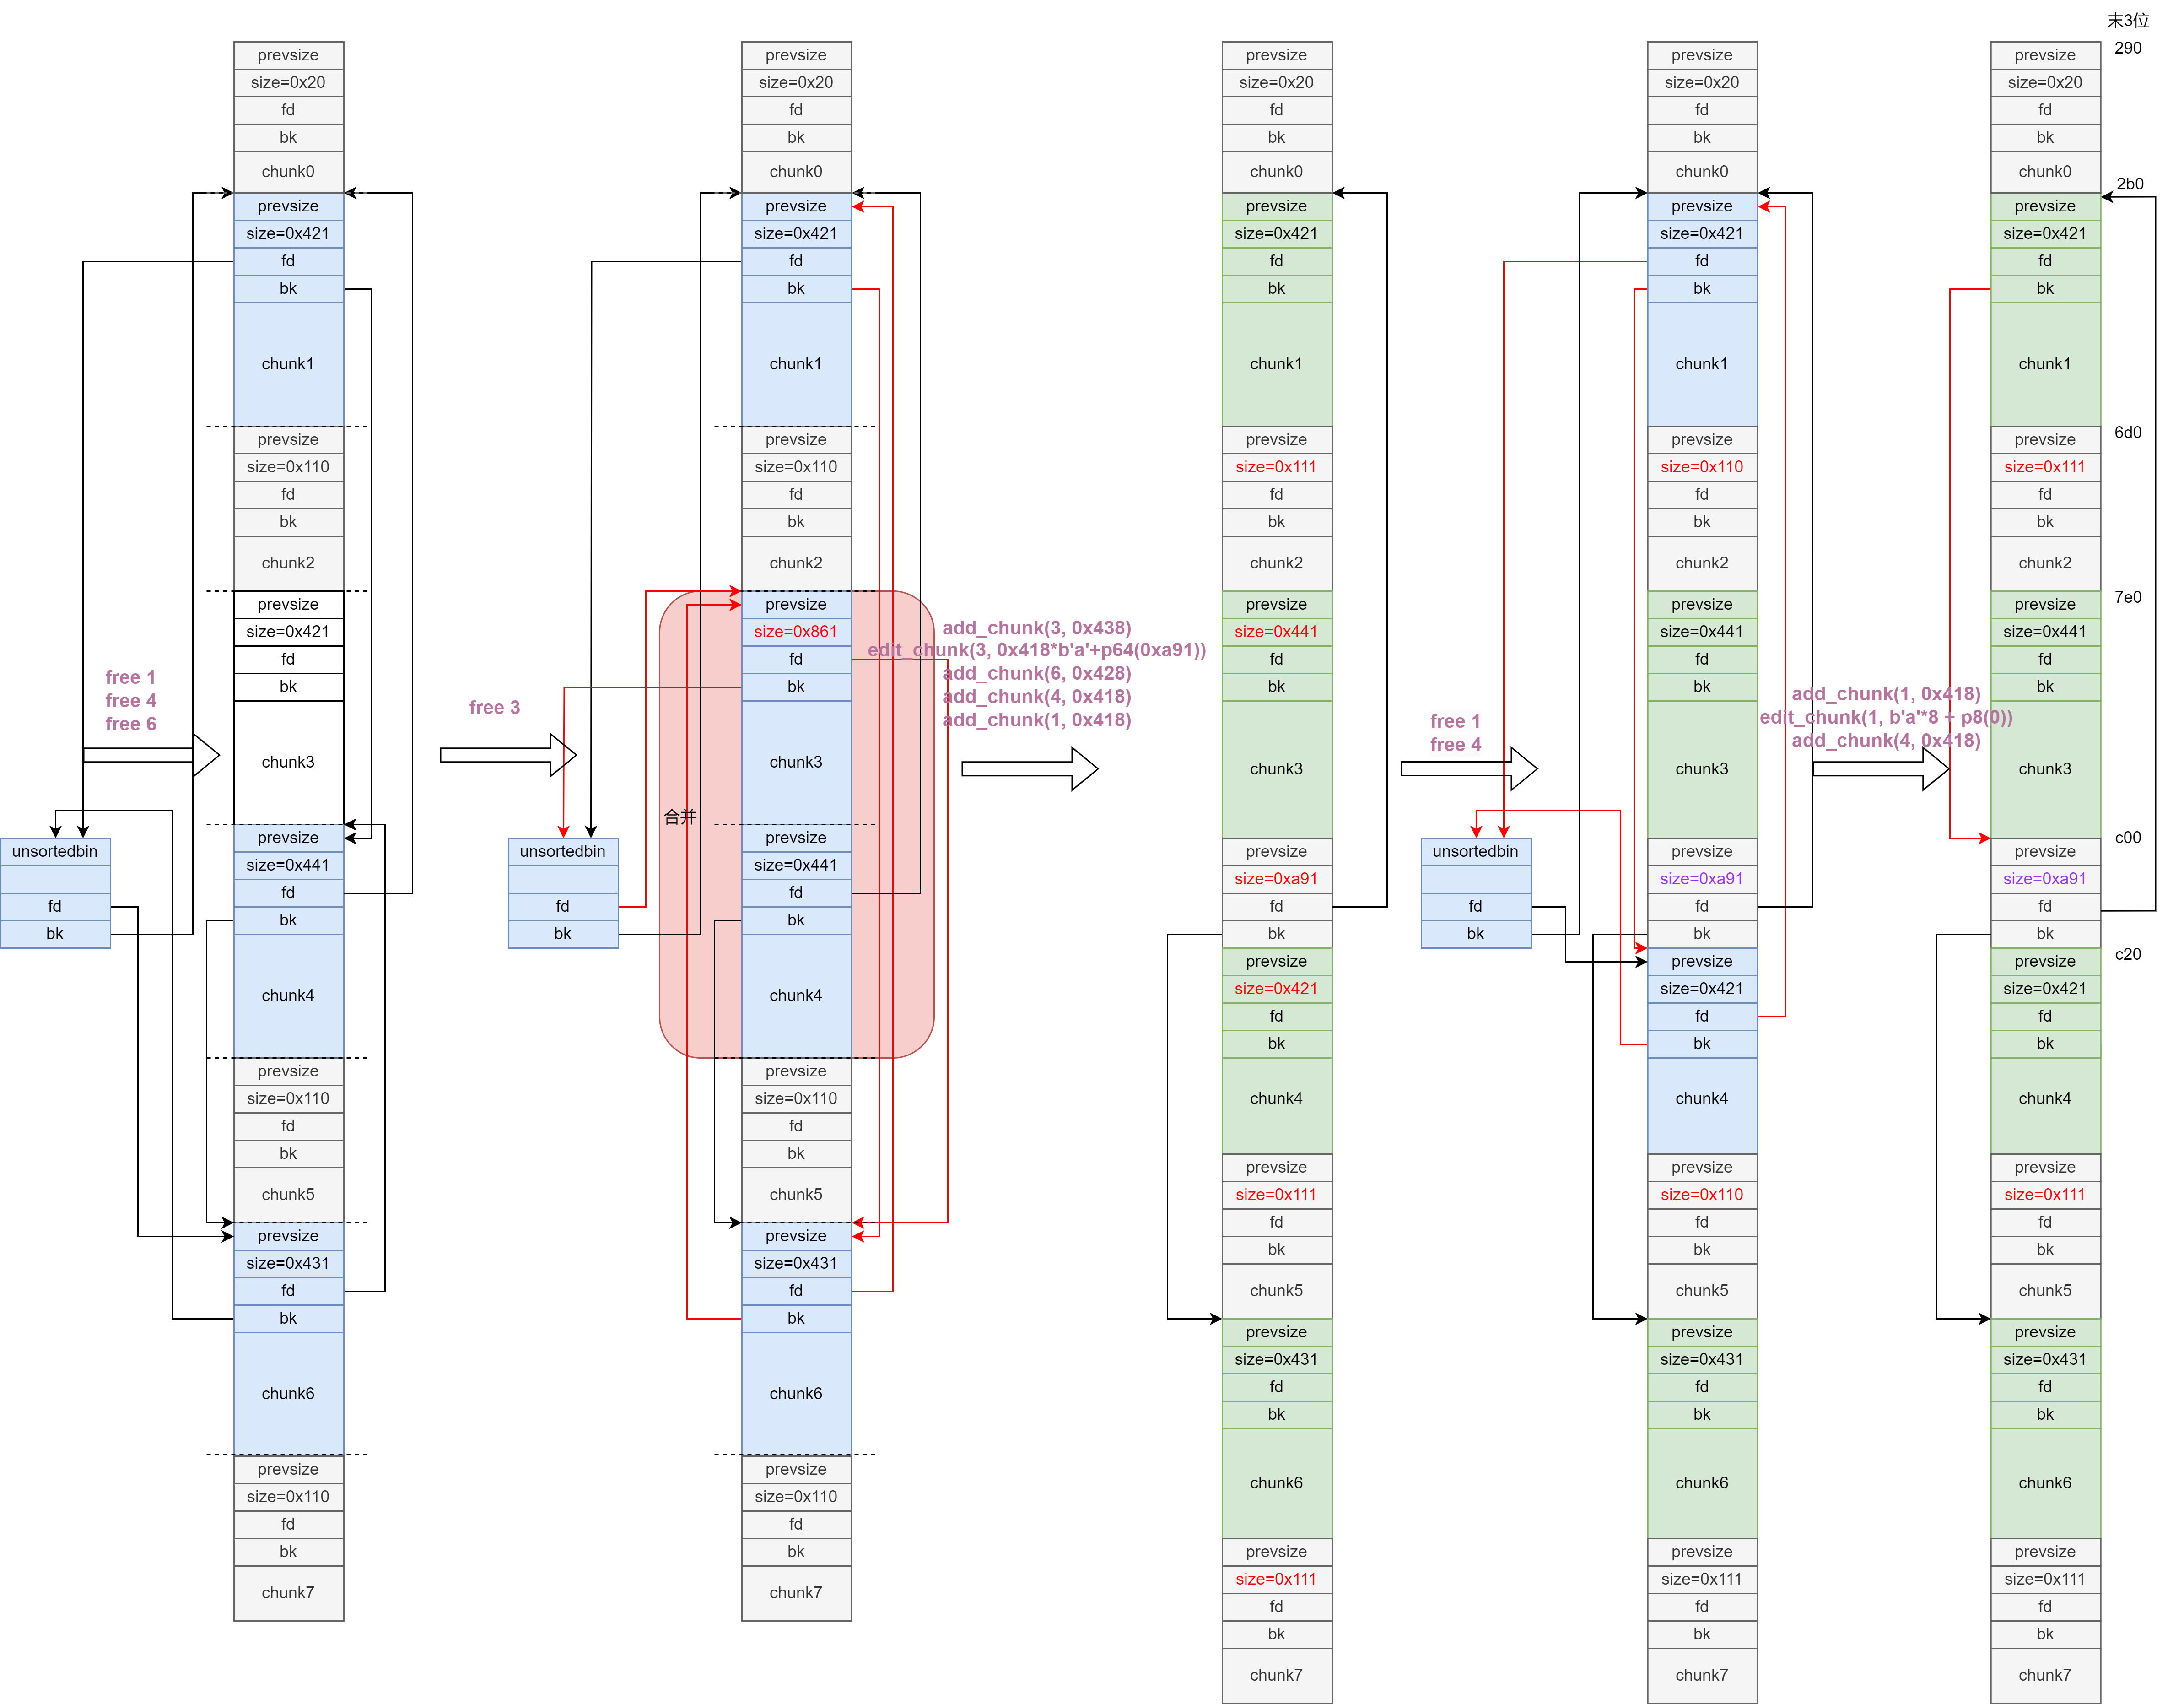 末3位
prevsize
size=0x20
fd
bk
chunk0
prevsize
size=0x421
fd
bk
chunk1
prevsize
size=0x110
fd
bk
chunk2
prevsize
size=0x421
fd
bk
chunk3
prevsize
size=0x441
fd
bk
chunk4
prevsize
size=0x110
fd
bk
chunk5
prevsize
size=0x431
fd
bk
chunk6
prevsize
size=0x110
fd
bk
chunk7
free 1
free 4
free 6
unsortedbin
fd
bk
free 3
prevsize
size=0x20
fd
bk
chunk0
prevsize
size=0x421
fd
bk
chunk1
prevsize
size=0x110
fd
bk
chunk2
prevsize
size=0x861
fd
bk
chunk3
合并
prevsize
size=0x441
fd
bk
chunk4
prevsize
size=0x110
fd
bk
chunk5
prevsize
size=0x431
fd
bk
chunk6
prevsize
size=0x110
fd
bk
chunk7
unsortedbin
fd
bk
add_chunk(3, 0x438)
edit_chunk(3, 0x418*b'a'+p64(0xa91))
add_chunk(6, 0x428)
add_chunk(4, 0x418)
add_chunk(1, 0x418)
prevsize
size=0x20
fd
bk
chunk0
prevsize
size=0x421
fd
bk
chunk1
prevsize
size=0x111
fd
bk
chunk2
prevsize
size=0x441
fd
bk
chunk3
prevsize
size=0xa91
fd
bk
prevsize
size=0x421
fd
bk
chunk4
prevsize
size=0x111
fd
bk
chunk5
prevsize
size=0x431
fd
bk
chunk6
prevsize
size=0x111
fd
bk
chunk7
free 1
free 4
unsortedbin
fd
bk
prevsize
size=0x20
fd
bk
chunk0
prevsize
size=0x421
fd
bk
chunk1
prevsize
size=0x110
fd
bk
chunk2
prevsize
size=0x441
fd
bk
chunk3
prevsize
size=0xa91
fd
bk
prevsize
size=0x421
fd
bk
chunk4
prevsize
size=0x110
fd
bk
chunk5
prevsize
size=0x431
fd
bk
chunk6
prevsize
size=0x111
fd
bk
chunk7
add_chunk(1, 0x418)
edit_chunk(1, b'a'*8 + p8(0))
add_chunk(4, 0x418)
prevsize
size=0x20
fd
bk
chunk0
prevsize
size=0x421
fd
bk
chunk1
prevsize
size=0x111
fd
bk
chunk2
prevsize
size=0x441
fd
bk
chunk3
prevsize
size=0xa91
fd
bk
prevsize
size=0x421
fd
bk
chunk4
prevsize
size=0x111
fd
bk
chunk5
prevsize
size=0x431
fd
bk
chunk6
prevsize
size=0x111
fd
bk
chunk7
290
2b0
6d0
7e0
c00
c20